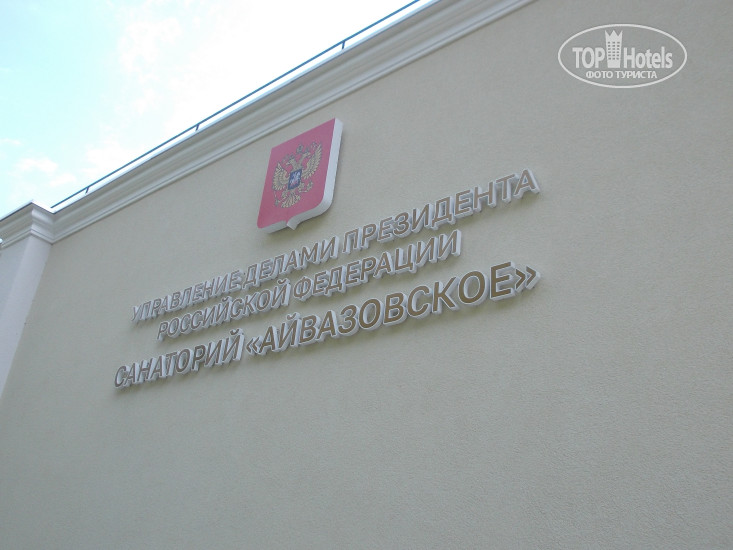 TOP Hotels
ФОТО ТУРИСТА
УПРАВЛЕНИЕ ДЕЛАМИ ПРЕЗИДЕНТА
РОССИЙСКОЙ ФЕДЕРАЦИИ
САНАТОРИЙ «АЙВАЗОВСКОЕ»